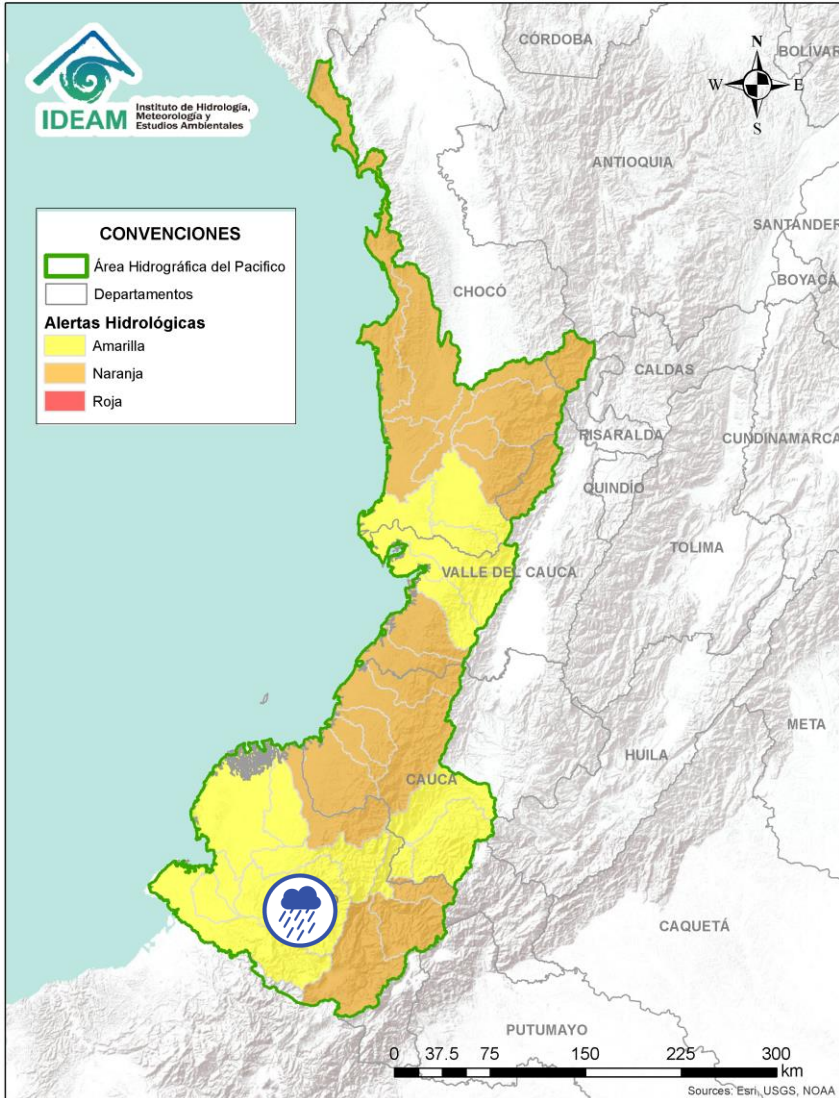 IDEAM
Instituto de Hidrología,
Meteorología y
Estudios Ambientales
N
W
E
S
CONVENCIONES
Área Hidrográfica del Pacifico
Departamentos
Alertas Hidrológicas
Amarilla
Naranja
Roja
CÓRDOBA
BOLÍVAR
ANTIOQUIA
SANTANDER
BOYACÁ
CHOCÓ
CALDAS
RISARALDA
CUNDINAMARCA
QUINDÍO
TOLIMA
VALLE DEL CAUCA
META
HUILA
CAUCA
CAQUETÁ
PUTUMAYO
0 37.5 75 150 225 300
km
Sources: Esri, USGS, NOAA